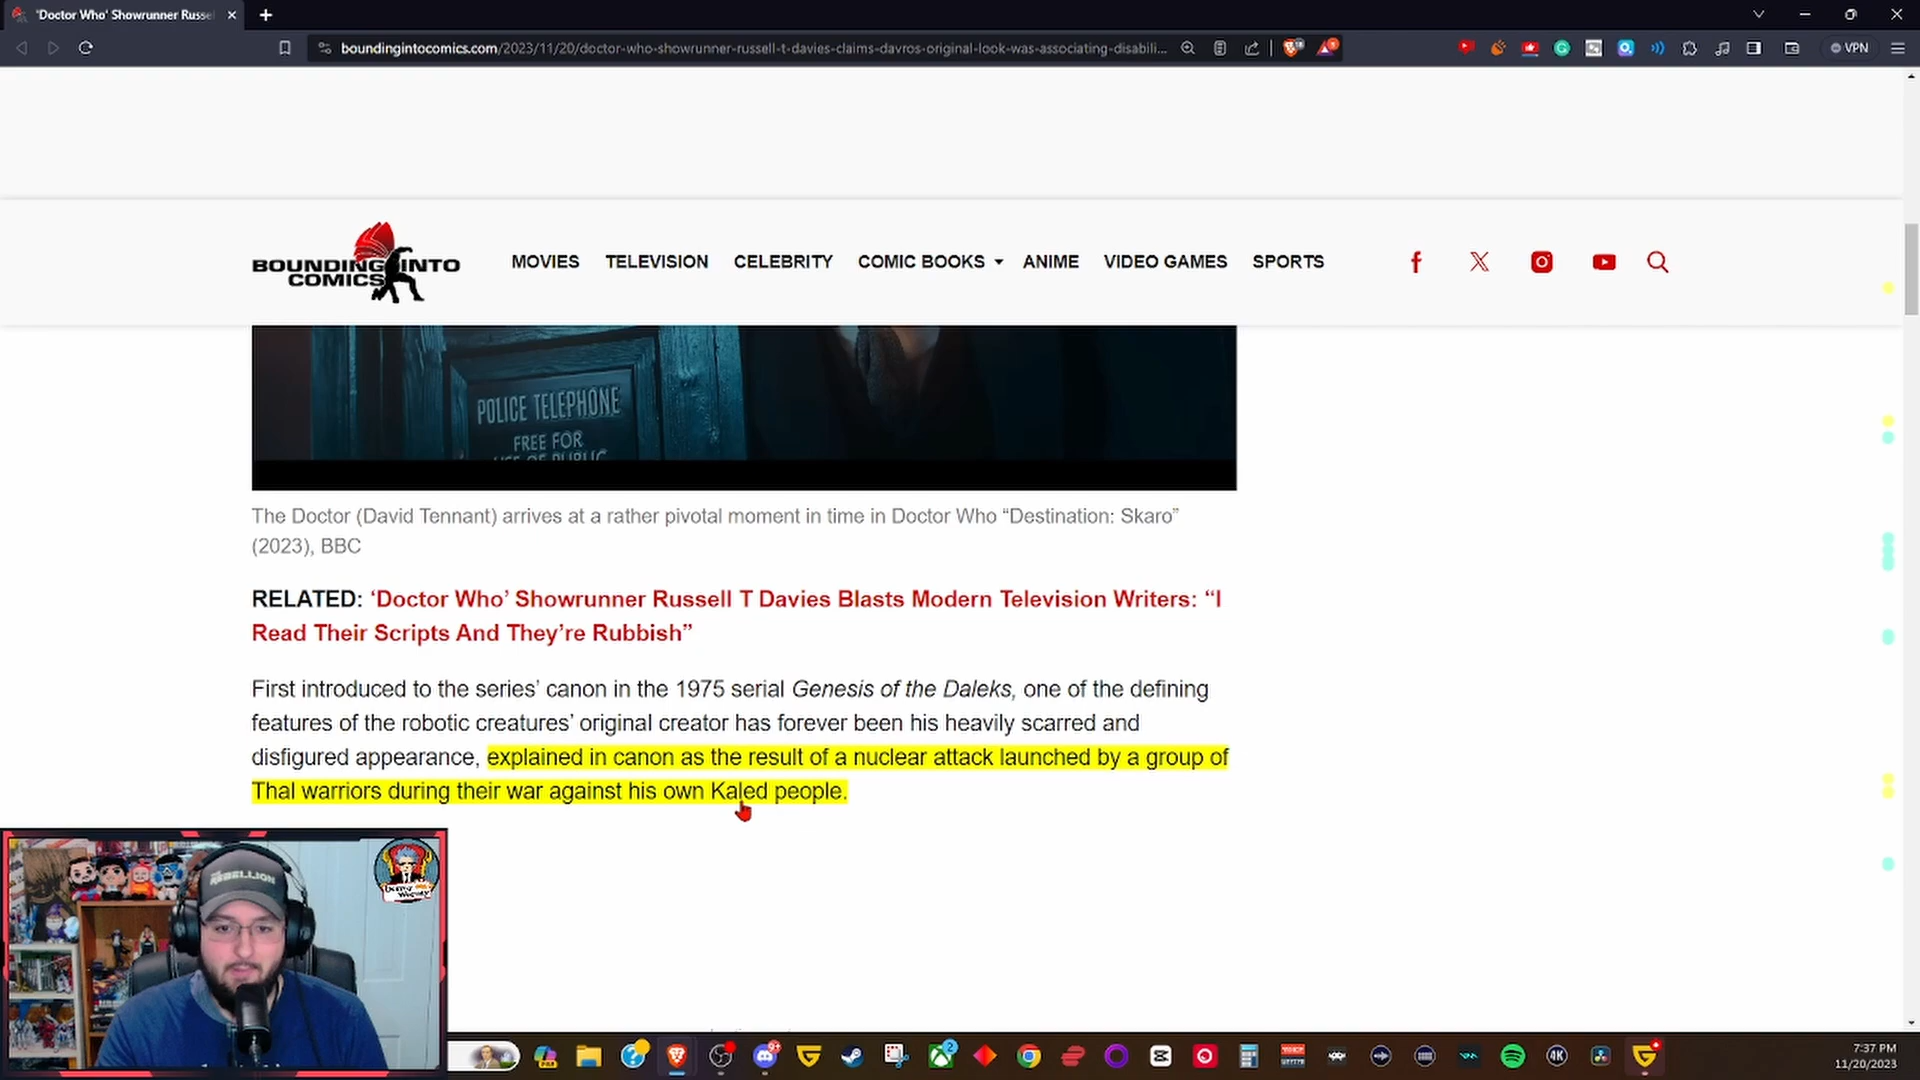 'Doctor Who' Showrunner Russe
boundingintocomics.com/2023/11/20/doctor-who-showrunner-russell-t-davies-claims-davros-original-look-was-associating-disabili...
VPN
BOUNDING INTO
COMICS
MOVIES
TELEVISION
CELEBRITY
COMIC BOOKS
ANIME
VIDEO GAMES
SPORTS
POLICE TELEPHONE
FREE FOR
USE OF PUBLIC
The Doctor (David Tennant) arrives at a rather pivotal moment in time in Doctor Who “Destination: Skaro”
(2023), BBC
RELATED: ‘Doctor Who’ Showrunner Russell T Davies Blasts Modern Television Writers: “I
Read Their Scripts And They’re Rubbish”
First introduced to the series’ canon in the 1975 serial Genesis of the Daleks, one of the defining
features of the robotic creatures’ original creator has forever been his heavily scarred and
disfigured appearance, explained in canon as the result of a nuclear attack launched by a group of
Thal warriors during their war against his own Kaled people.
REBELLION
4K
7:37 PM
11/20/2023